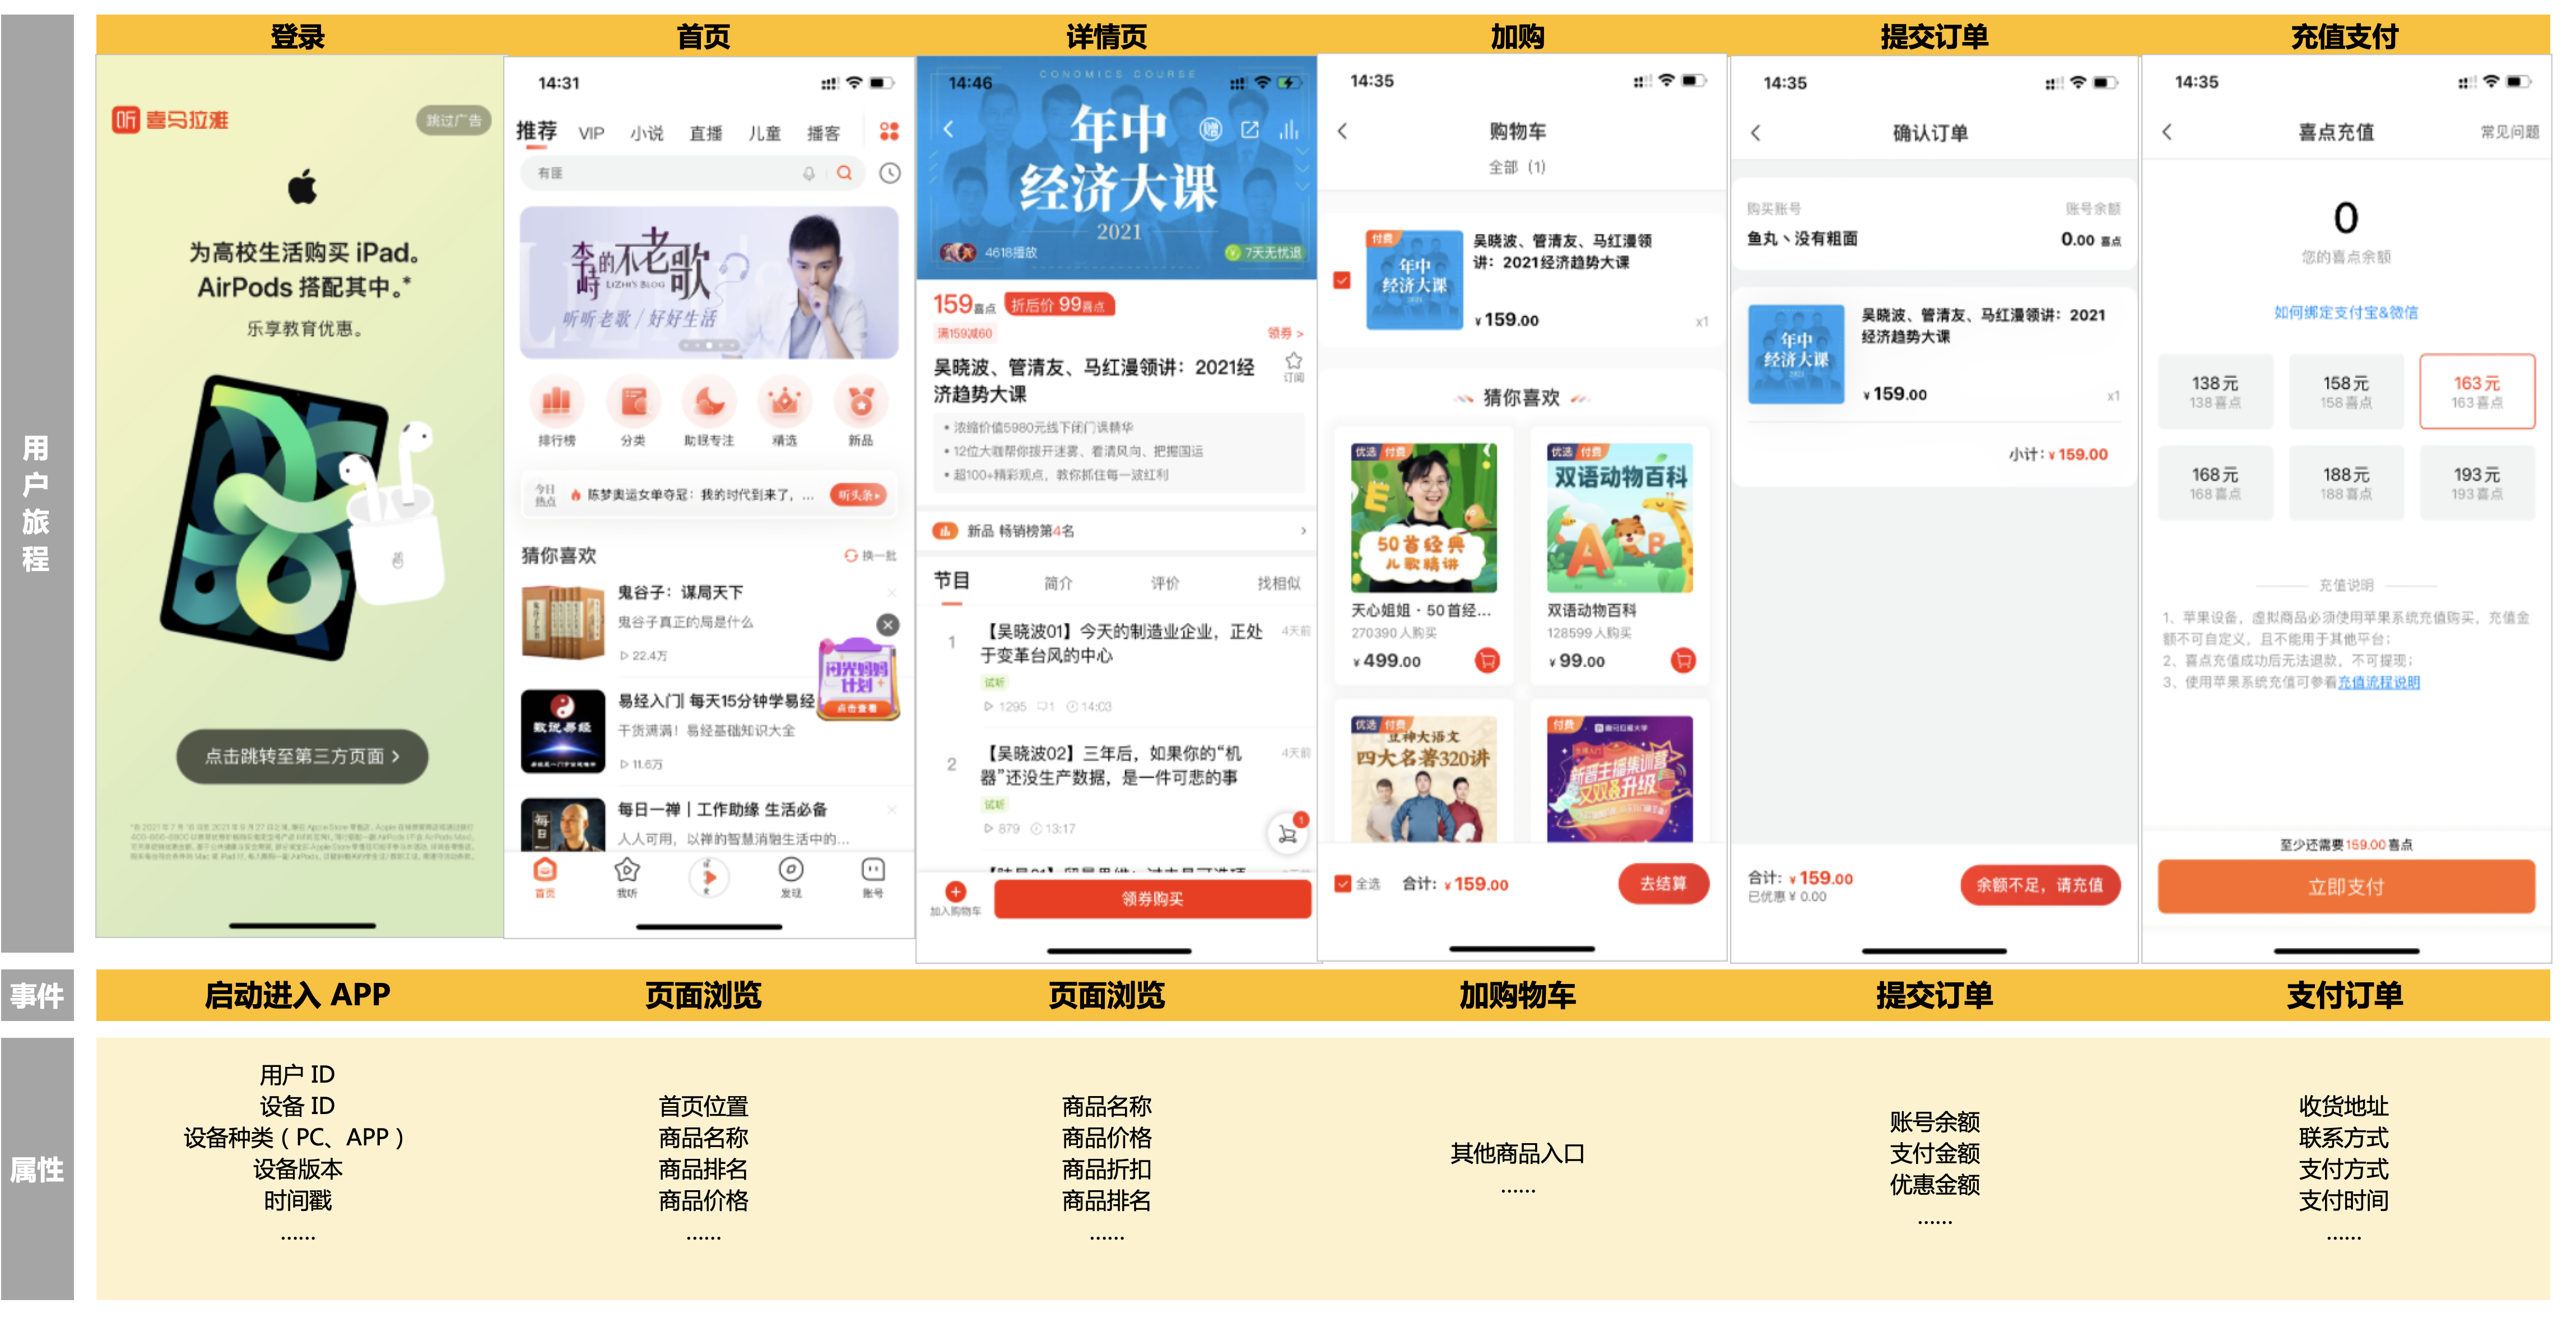 用户旅程
登录
首页
详情页
加购
提交订单
充值支付
喜马拉雅
跳过广告
为高校生活购买 iPad。
AirPods 搭配其中。*
乐享教育优惠。
点击跳转至第三方页面 >
14:31
推荐 VIP 小说 直播 儿童 播客
有匪
李峙的不老歌
LIZHI'S BLOG
听听老歌 / 好好生活
排行榜 分类 助眠专注 精选 新品
今日热点 陈梦奥运女单夺冠：我的时代到来了，... 听头条
猜你喜欢 换一批
鬼谷子：谋局天下
鬼谷子真正的局是什么
22.4万
易经入门| 每天15分钟学易经
干货满满！易经基础知识大全
11.6万
数说易经
闪光妈妈计划
点击查看
每日一禅｜工作助缘 生活必备
人人可用，以禅的智慧消融生活中的...
每日
首页 我听 发现 账号
14:46
CONOMICS COURSE
年中
经济大课
2021
4618播放
7天无忧退
159喜点 折后价 99喜点
满159减60 领券 >
吴晓波、管清友、马红漫领讲：2021经
济趋势大课
订阅
• 浓缩价值5980元线下闭门课精华
• 12位大咖帮你拨开迷雾、看清风向、把握国运
• 超100+精彩观点，教你抓住每一波红利
新品 畅销榜第4名
节目 简介 评价 找相似
1 【吴晓波01】今天的制造业企业，正处 4天前
于变革台风的中心
试听
1295 1 14:03
2 【吴晓波02】三年后，如果你的“机 4天前
器”还没生产数据，是一件可悲的事
试听
879 13:17
1
加入购物车 领券购买
14:35
购物车
全部（1）
付费
年中
经济大课
吴晓波、管清友、马红漫领
讲：2021经济趋势大课
¥ 159.00 x1
猜你喜欢
优选 付费
50首经典
儿歌精讲
天心姐姐 · 50首经...
270390人购买
¥ 499.00
优选 付费
双语动物百科
双语动物百科
128599人购买
¥ 99.00
优选 付费
豆神大语文
四大名著320讲
付费
喜马拉雅大学
新晋主播集训营
又双叒升级
全选 合计：¥ 159.00 去结算
14:35
确认订单
购买账号 账号余额
鱼丸丶没有粗面 0.00 喜点
年中
经济大课
吴晓波、管清友、马红漫领讲：2021
经济趋势大课
¥ 159.00 x1
小计：¥ 159.00
合计：¥ 159.00
已优惠 ¥ 0.00
余额不足，请充值
14:35
喜点充值 常见问题
0
您的喜点余额
如何绑定支付宝&微信
138元 158元 163元
138喜点 158喜点 163喜点
168元 188元 193元
168喜点 188喜点 193喜点
充值说明
1、苹果设备，虚拟商品必须使用苹果系统充值购买，充值金
额不可自定义，且不能用于其他平台；
2、喜点充值成功后无法退款，不可提现；
3、使用苹果系统充值可参看充值流程说明
至少还需要159.00喜点
立即支付
事件
启动进入 APP
页面浏览
页面浏览
加购物车
提交订单
支付订单
属性
用户 ID
设备 ID
设备种类（PC、APP）
设备版本
时间戳
......
首页位置
商品名称
商品排名
商品价格
......
商品名称
商品价格
商品折扣
商品排名
......
其他商品入口
......
账号余额
支付金额
优惠金额
......
收货地址
联系方式
支付方式
支付时间
......